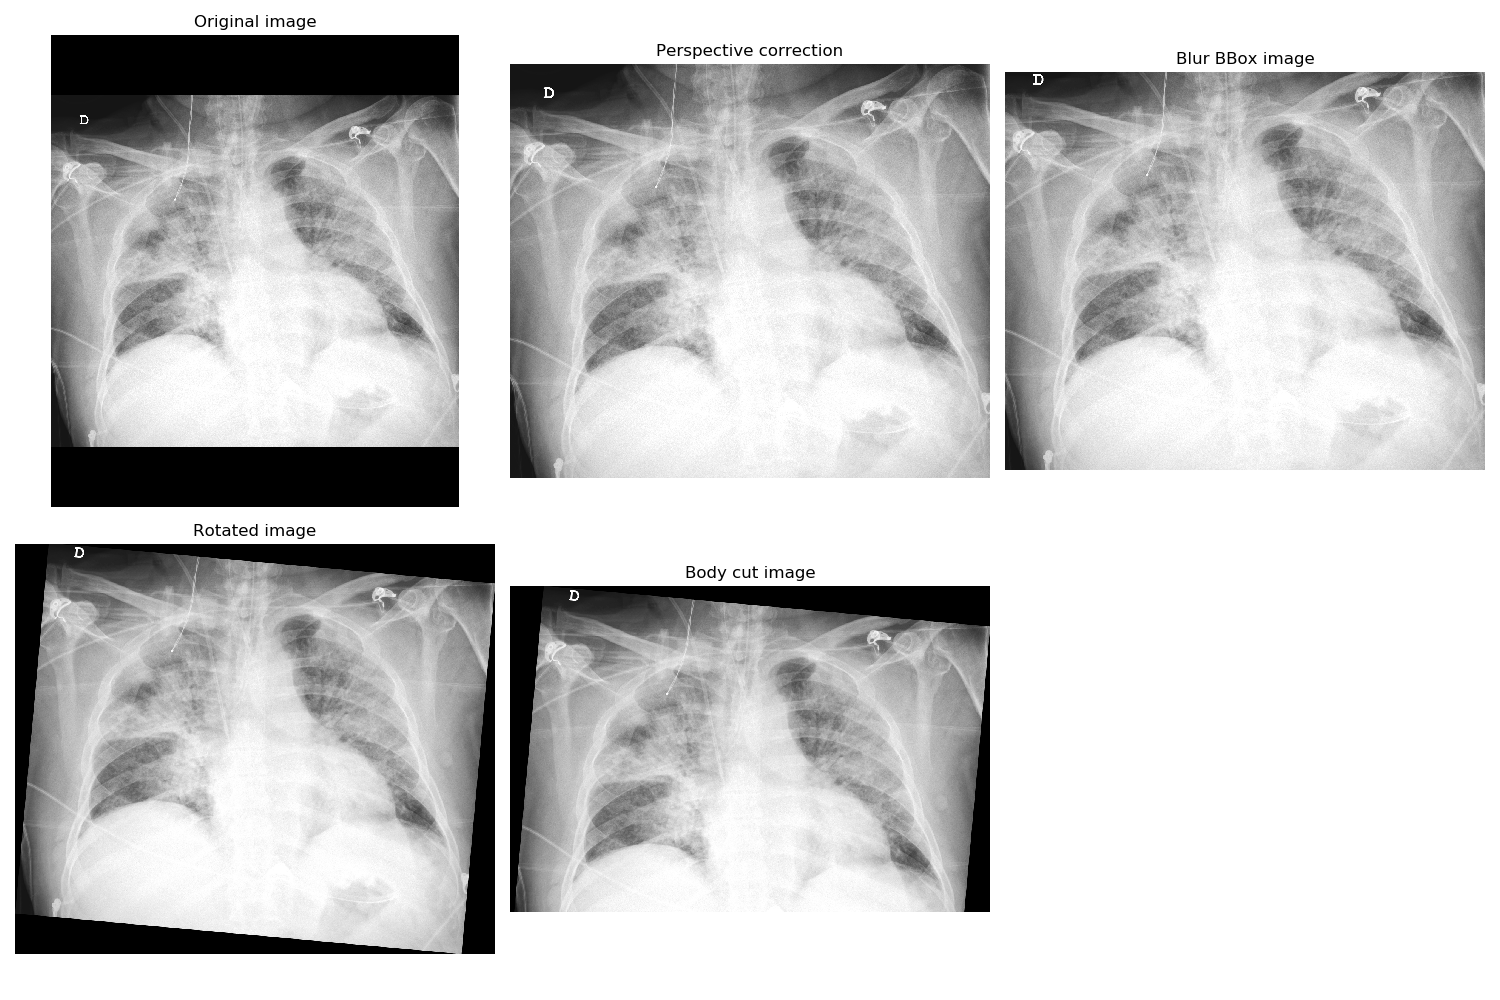 Original image
D
Perspective correction
D
Blur BBox image
D
Rotated image
D
Body cut image
D